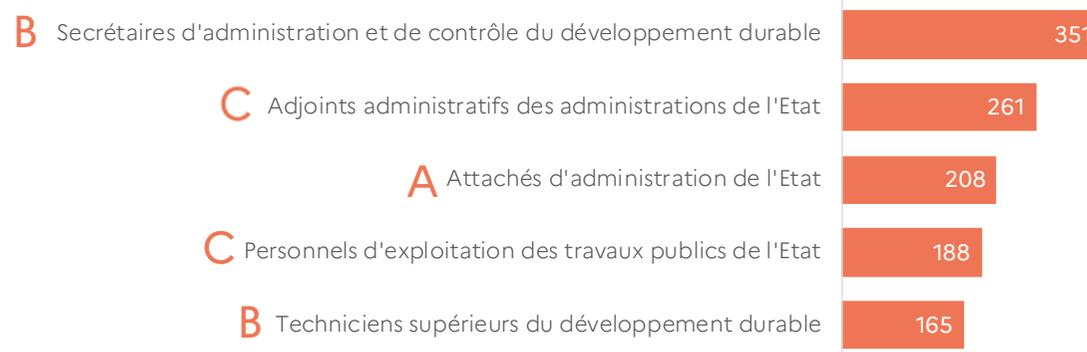 B Secrétaires d'administration et de contrôle du développement durable 351
C Adjoints administratifs des administrations de l'Etat 261
A Attachés d'administration de l'Etat 208
C Personnels d'exploitation des travaux publics de l'Etat 188
B Techniciens supérieurs du développement durable 165